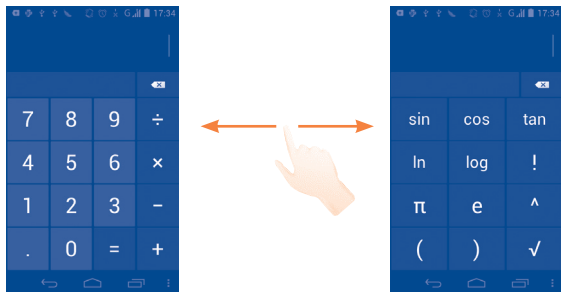 G 17:34
7 8 9 ÷
4 5 6 ×
1 2 3 −
. 0 = +
G 17:34
sin cos tan
ln log !
π e ^
( ) √